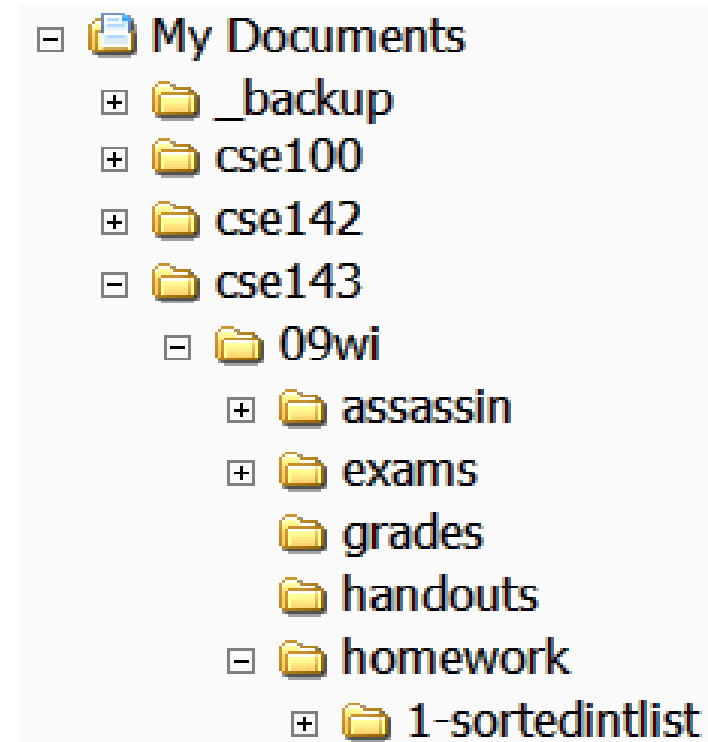 My Documents
_backup
cse100
cse142
cse143
09wi
assassin
exams
grades
handouts
homework
1-sortedintlist